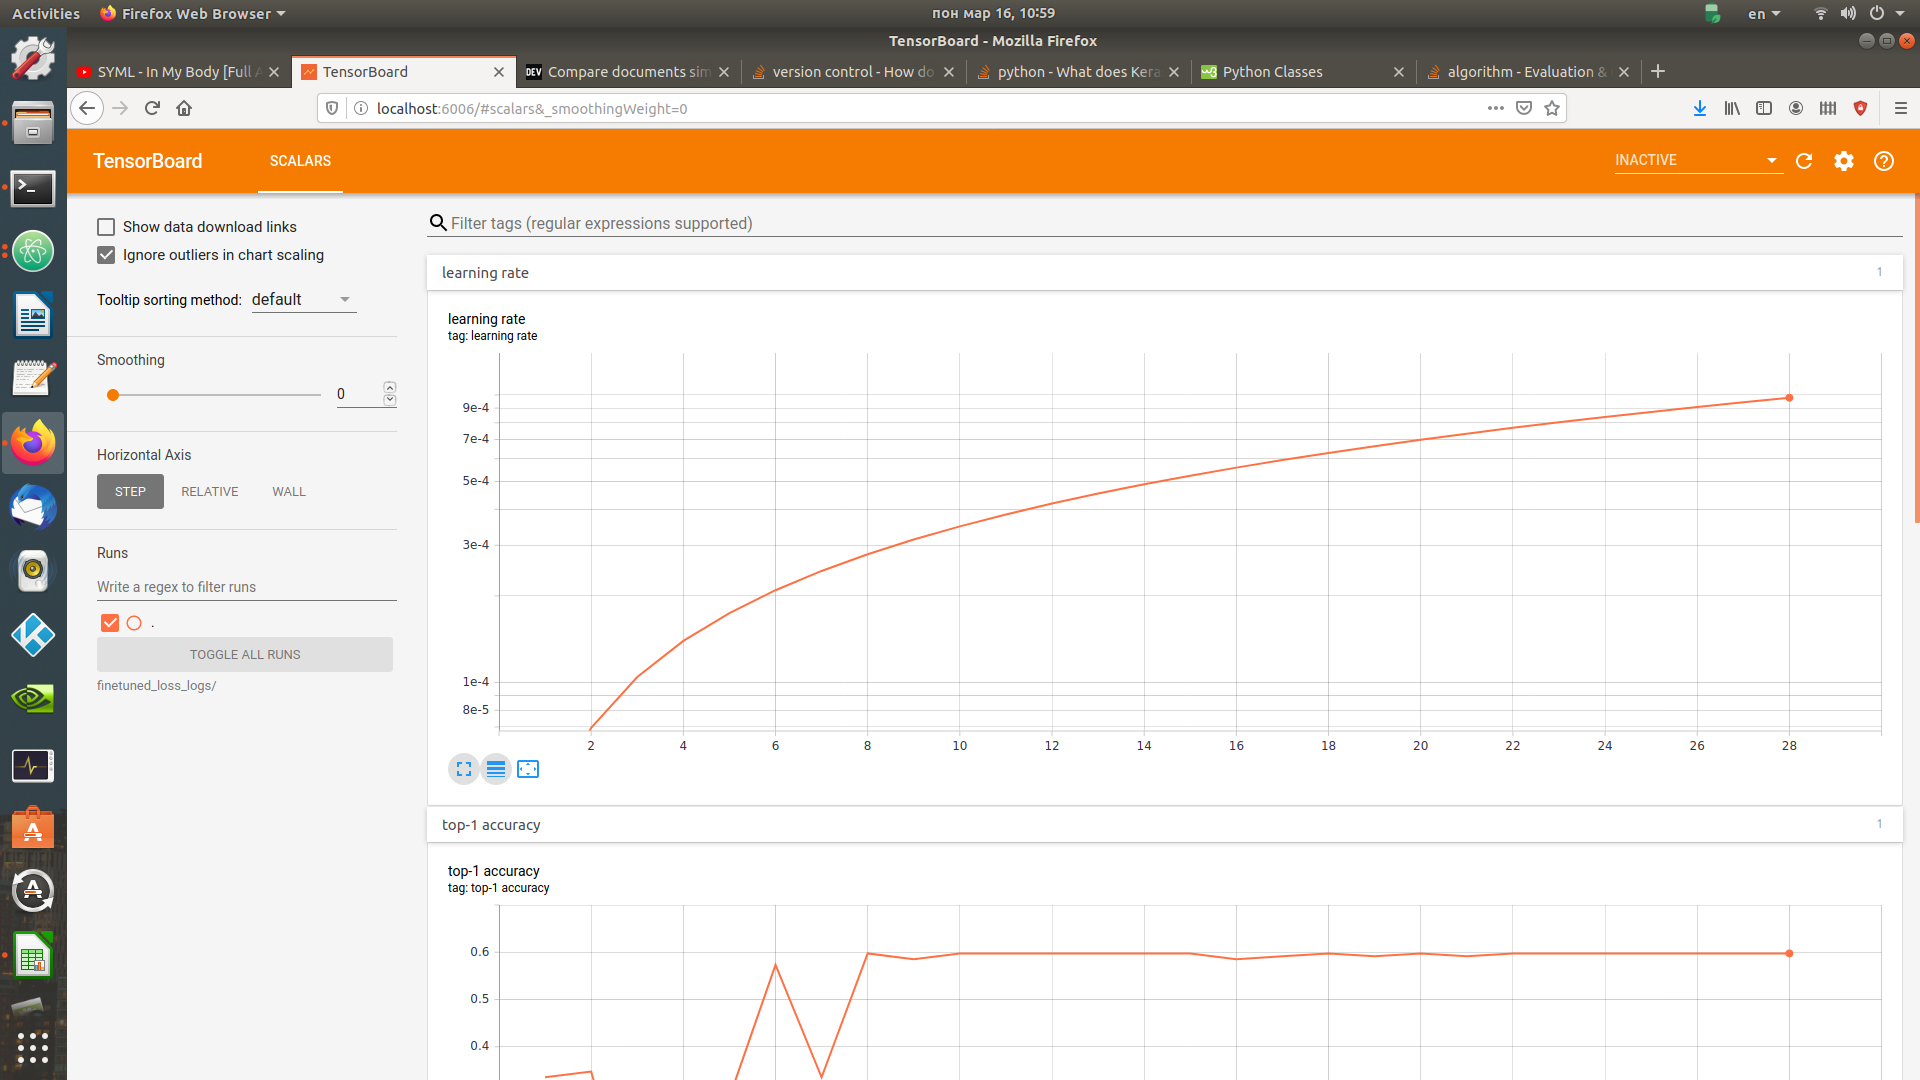 Activities
Firefox Web Browser
пон мар 16, 10:59
en
TensorBoard - Mozilla Firefox
SYML - In My Body [Full A
TensorBoard
DEV Compare documents sim
version control - How do
python - What does Kera
w3 Python Classes
algorithm - Evaluation &
localhost:6006/#scalars&_smoothingWeight=0
TensorBoard
SCALARS
INACTIVE
Show data download links
Ignore outliers in chart scaling
Tooltip sorting method: default
Smoothing
0
Horizontal Axis
STEP RELATIVE WALL
Runs
Write a regex to filter runs
.
TOGGLE ALL RUNS
finetuned_loss_logs/
Filter tags (regular expressions supported)
learning rate 1
learning rate
tag: learning rate
9e-4
7e-4
5e-4
3e-4
1e-4
8e-5
2 4 6 8 10 12 14 16 18 20 22 24 26 28
top-1 accuracy 1
top-1 accuracy
tag: top-1 accuracy
0.6
0.5
0.4